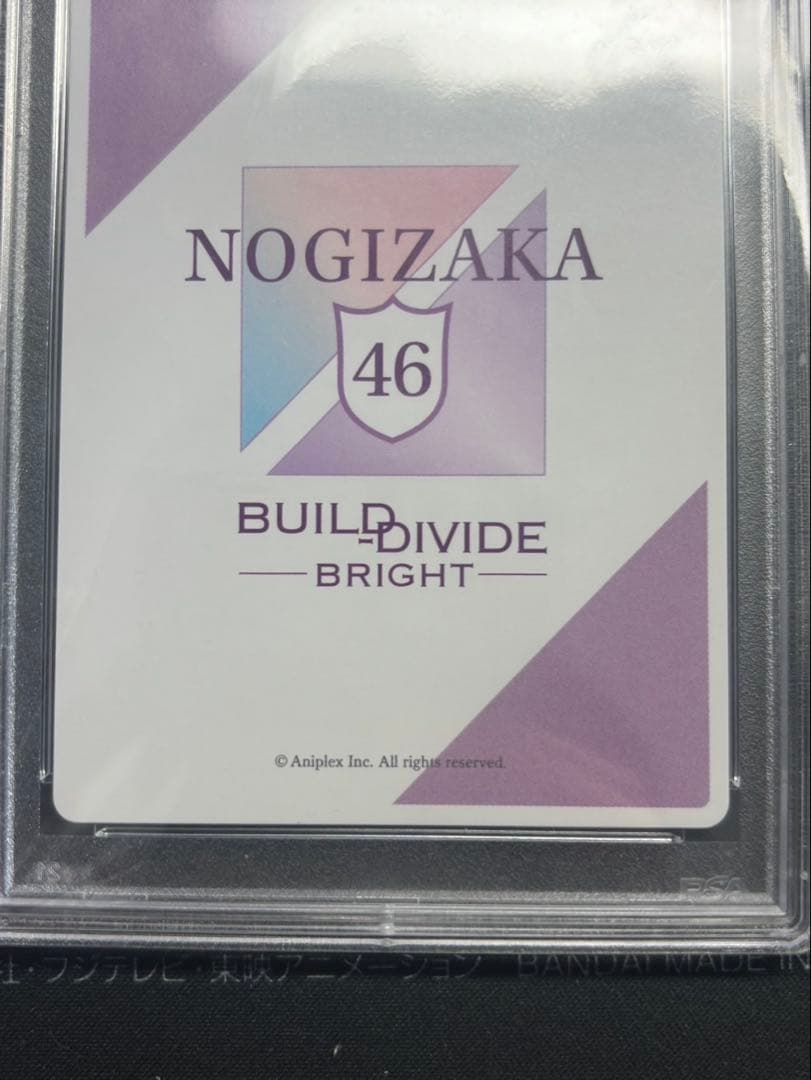 NOGIZAKA
46
BUILD
-DIVIDE
BRIGHT
© Aniplex Inc. All rights reserved.
PSA
社・フジテレビ・東映アニメーション BANDAI MADE IN